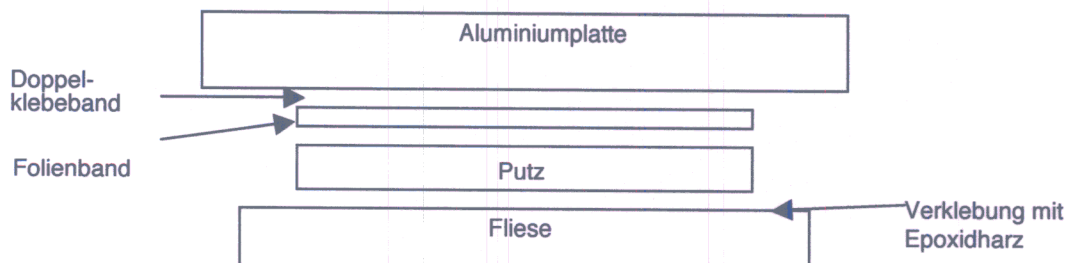 Aluminiumplatte
Doppel-
klebeband
Folienband
Putz
Fliese
Verklebung mit
Epoxidharz